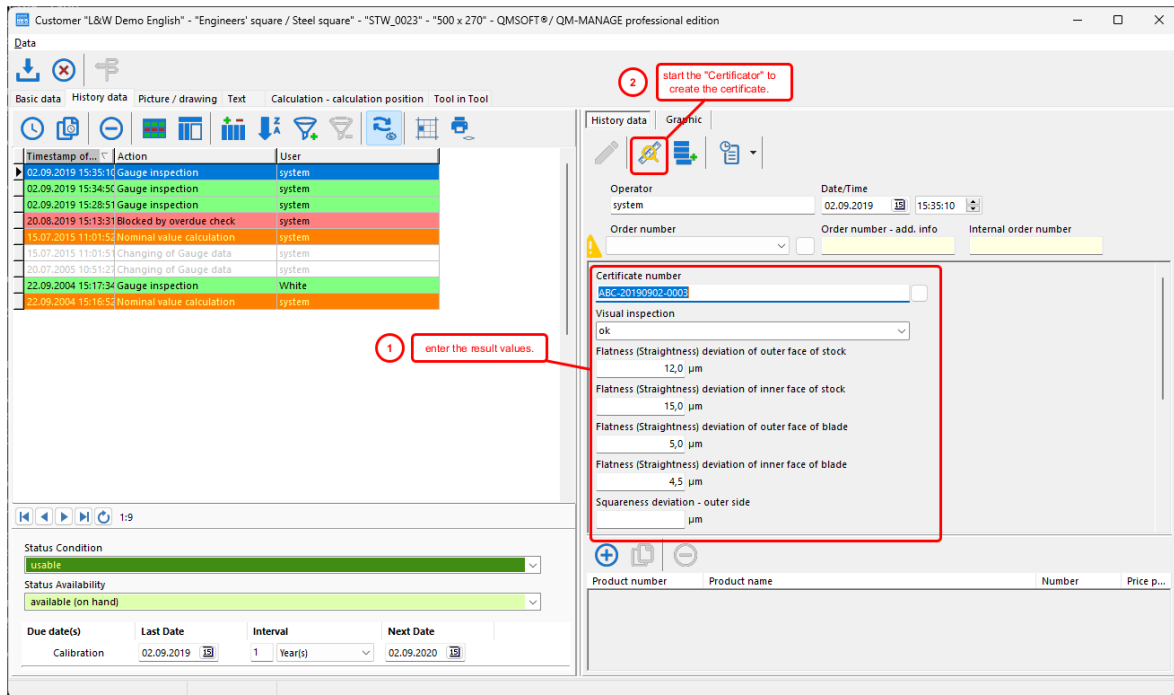 Customer "L&W Demo English" - "Engineers' square / Steel square" - "STW_0023" - "500 x 270" - QMSOFT®/ QM-MANAGE professional edition
Data
Basic data History data Picture / drawing Text Calculation - calculation position Tool in Tool
2 start the "Certificator" to
create the certificate.
Timestamp of... Action User
02.09.2019 15:35:10 Gauge inspection system
02.09.2019 15:34:50 Gauge inspection system
02.09.2019 15:28:51 Gauge inspection system
20.08.2019 15:13:31 Blocked by overdue check system
15.07.2015 11:01:52 Nominal value calculation system
15.07.2015 11:01:51 Changing of Gauge data system
20.07.2005 10:51:27 Changing of Gauge data system
22.09.2004 15:17:34 Gauge inspection White
22.09.2004 15:16:52 Nominal value calculation system
1 enter the result values.
1:9
Status Condition
usable
Status Availability
available (on hand)
Due date(s) Last Date Interval Next Date
Calibration 02.09.2019 15 1 Year(s) 02.09.2020 15
History data Graphic
Operator Date/Time
system 02.09.2019 15 15:35:10
Order number Order number - add. info Internal order number
Certificate number
ABC-20190902-0003
Visual inspection
ok
Flatness (Straightness) deviation of outer face of stock
12,0 µm
Flatness (Straightness) deviation of inner face of stock
15,0 µm
Flatness (Straightness) deviation of outer face of blade
5,0 µm
Flatness (Straightness) deviation of inner face of blade
4,5 µm
Squareness deviation - outer side
µm
Product number Product name Number Price p...